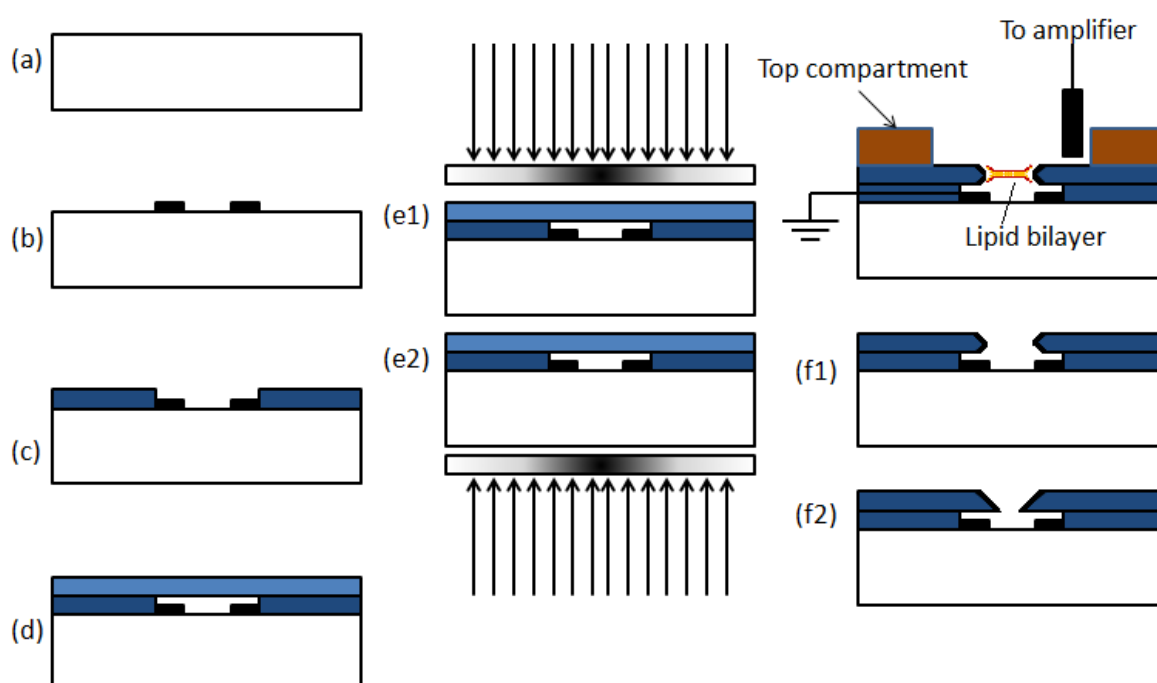 (a)
(b)
(c)
(d)
(e1)
(e2)
To amplifier
Top compartment
Lipid bilayer
(f1)
(f2)